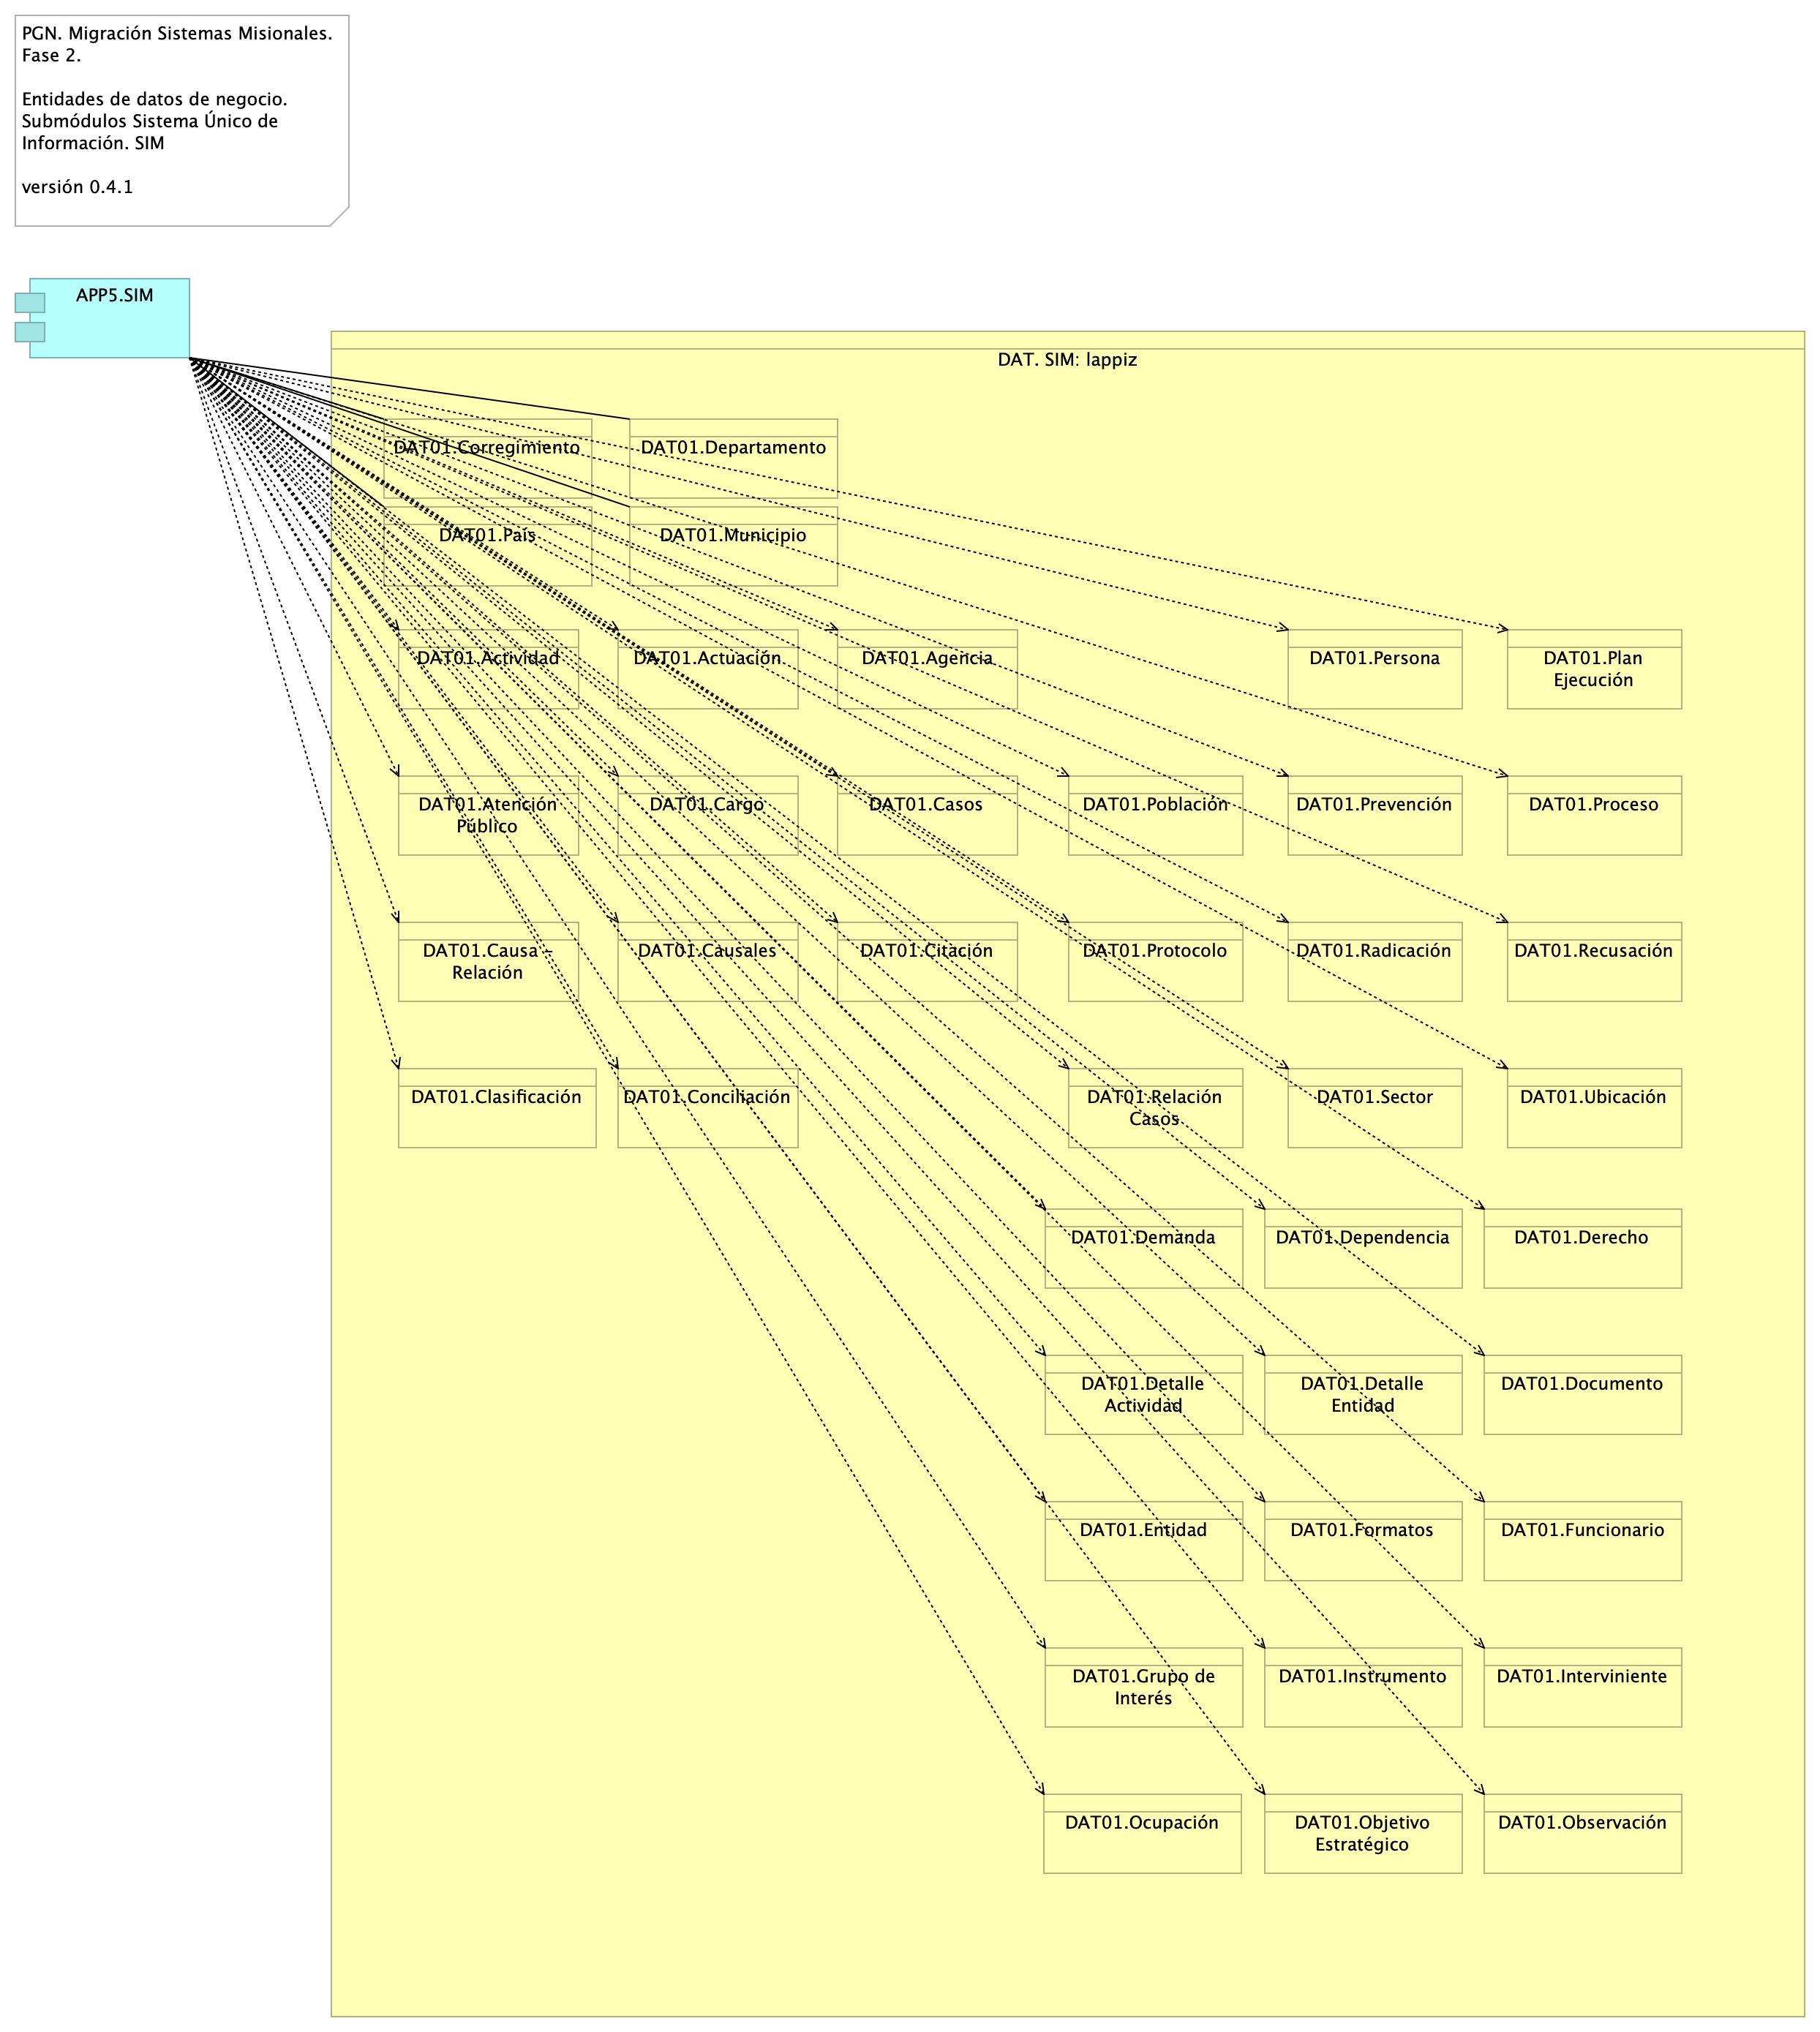 PGN. Migración Sistemas Misionales.
Fase 2.
Entidades de datos de negocio.
Submódulos Sistema Único de
Información. SIM
versión 0.4.1
APP5.SIM
DAT. SIM: lappiz
DAT01.Corregimiento
DAT01.Departamento
DAT01.País
DAT01.Municipio
DAT01.Actividad
DAT01.Actuación
DAT01.Agencia
DAT01.Persona
DAT01.Plan
Ejecución
DAT01.Atención
Público
DAT01.Cargo
DAT01.Casos
DAT01.Población
DAT01.Prevención
DAT01.Proceso
DAT01.Causa –
Relación
DAT01.Causales
DAT01.Citación
DAT01.Protocolo
DAT01.Radicación
DAT01.Recusación
DAT01.Clasificación
DAT01.Conciliación
DAT01.Relación
Casos
DAT01.Sector
DAT01.Ubicación
DAT01.Demanda
DAT01.Dependencia
DAT01.Derecho
DAT01.Detalle
Actividad
DAT01.Detalle
Entidad
DAT01.Documento
DAT01.Entidad
DAT01.Formatos
DAT01.Funcionario
DAT01.Grupo de
Interés
DAT01.Instrumento
DAT01.Interviniente
DAT01.Ocupación
DAT01.Objetivo
Estratégico
DAT01.Observación